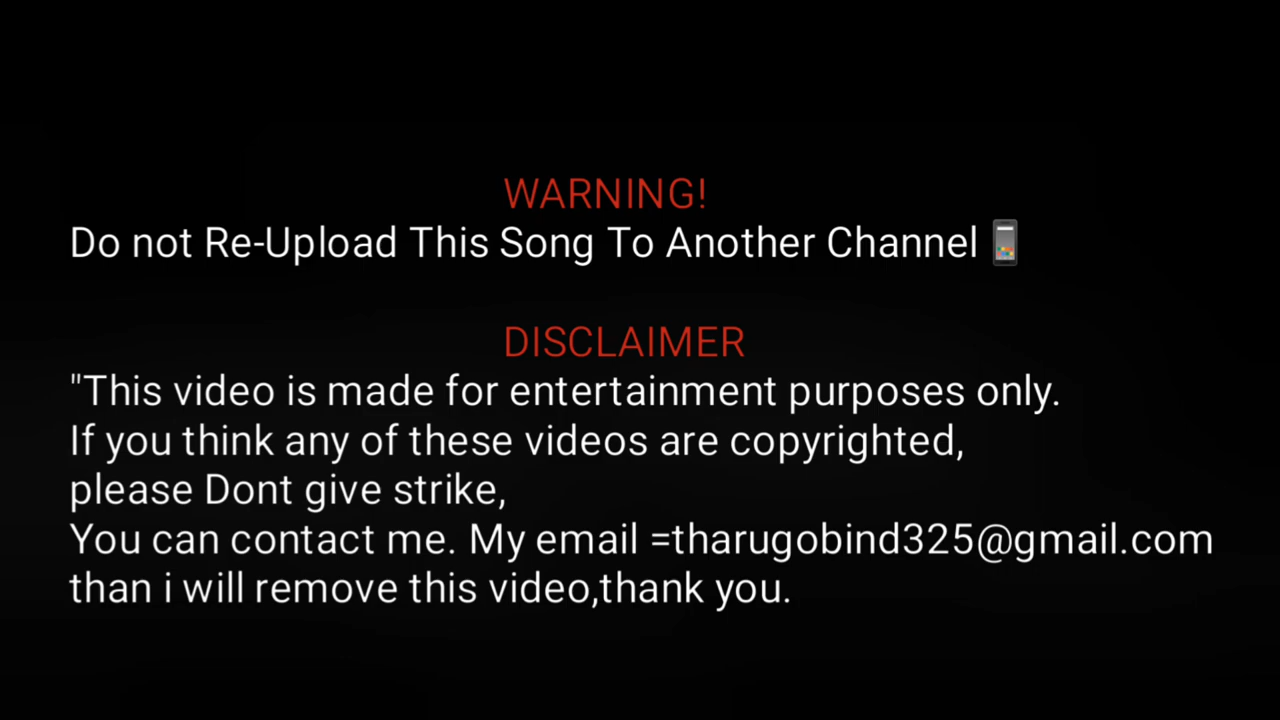 WARNING!
Do not Re-Upload This Song To Another Channel📱
DISCLAIMER
"This video is made for entertainment purposes only.
If you think any of these videos are copyrighted,
please Dont give strike,
You can contact me. My email =tharugobind325@gmail.com
than i will remove this video,thank you.